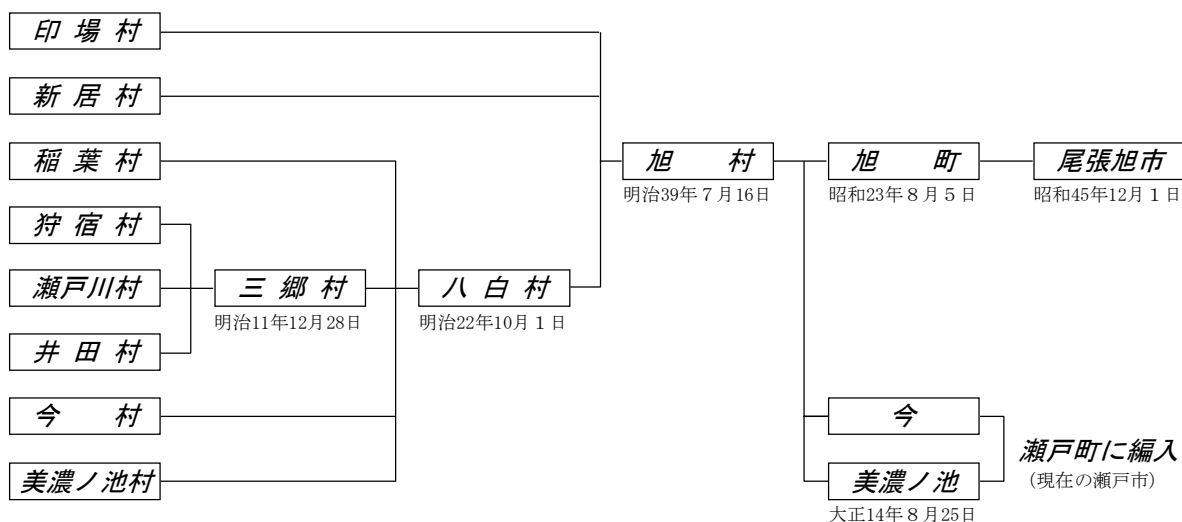 印場村
新居村
稲葉村
狩宿村
瀬戸川村
井田村
今村
美濃ノ池村
三郷村
明治11年12月28日
八白村
明治22年10月1日
旭村
明治39年7月16日
旭町
昭和23年8月5日
尾張旭市
昭和45年12月1日
今
美濃ノ池
大正14年8月25日
瀬戸町に編入
(現在の瀬戸市)